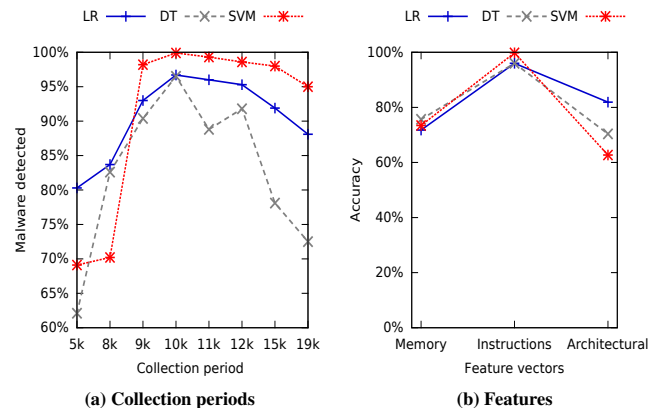 LR DT SVM
100%
95%
90%
85%
80%
75%
70%
65%
60%
Malware detected
5k 8k 9k 10k 11k 12k 15k 19k
Collection period
(a) Collection periods
LR DT SVM
100%
80%
60%
40%
20%
0%
Accuracy
Memory Instructions Architectural
Feature vectors
(b) Features